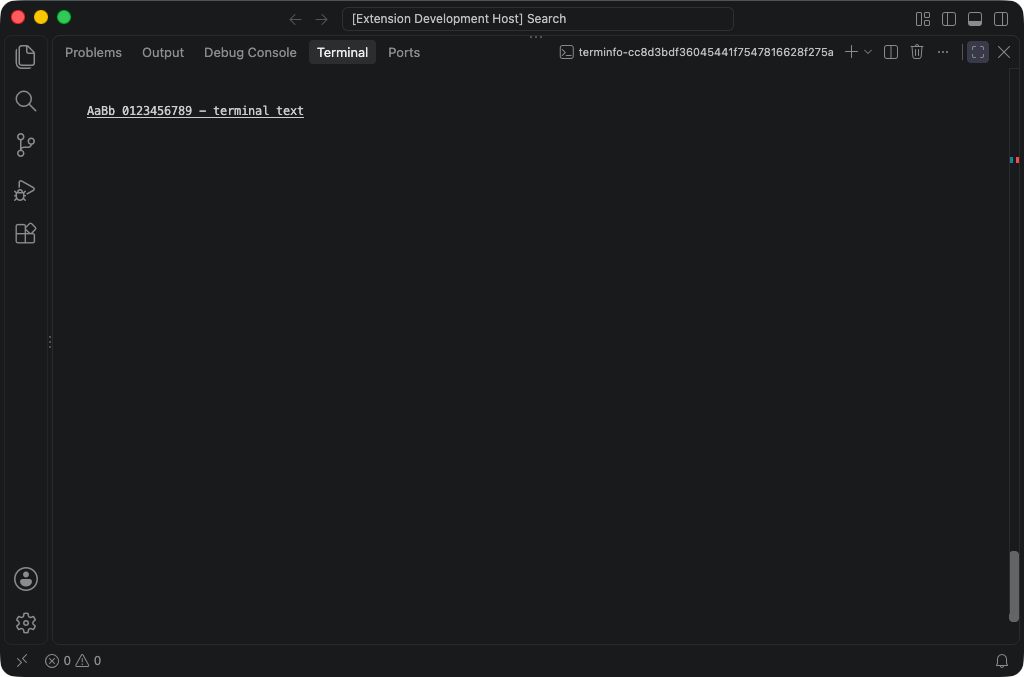 [Extension Development Host] Search
Problems Output Debug Console Terminal Ports
terminfo-cc8d3bdf36045441f7547816628f275a
AaBb 0123456789 — terminal text
0 0